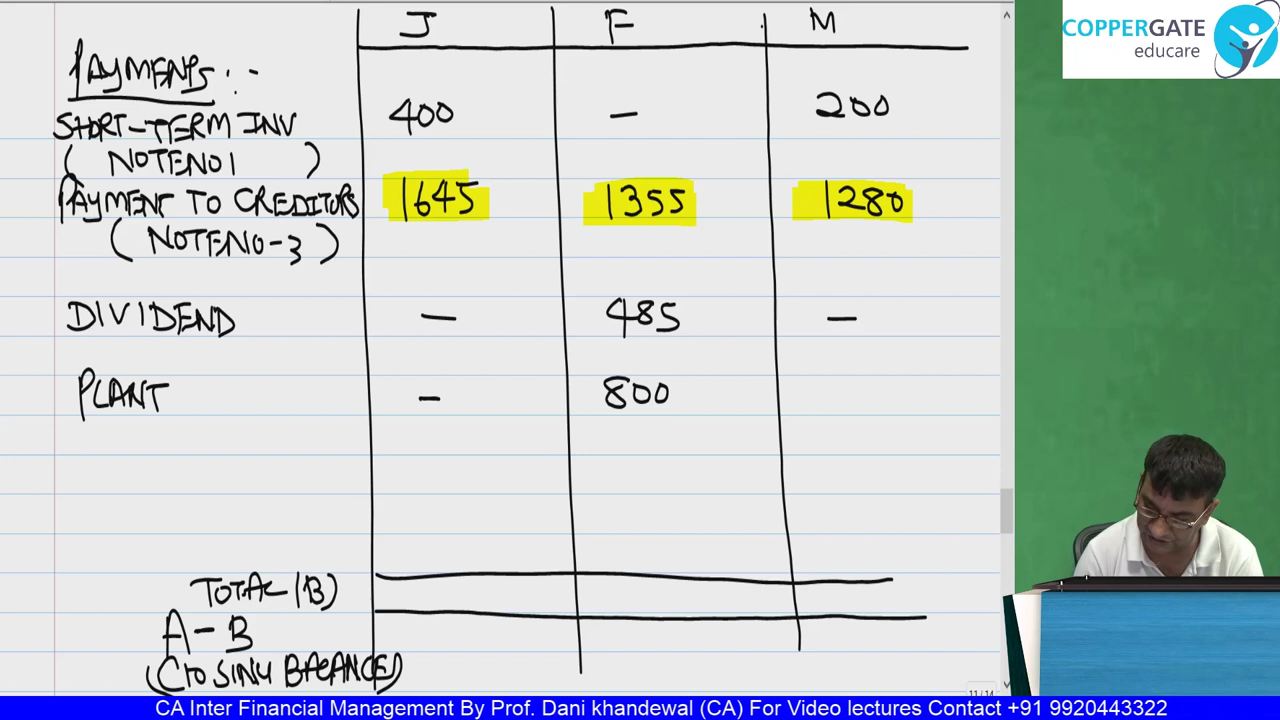 J F M
PAYMENTS :-
SHORT-TERM INV 400 — 200
( NOTE NO 1 )
PAYMENT TO CREDITORS 1645 1355 1280
( NOTE NO-3 )
DIVIDEND — 485 —
PLANT - 800
TOTAL (B)
A - B
(CLOSING BALANCE)
COPPERGATE
educare
11 / 14
CA Inter Financial Management By Prof. Dani khandewal (CA) For Video lectures Contact +91 9920443322